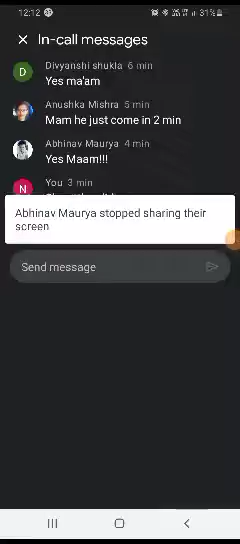 12:12
31%
In-call messages
D
Divyanshi shukla 6 min
Yes ma'am
Anushka Mishra 5 min
Mam he just come in 2 min
Abhinav Maurya 4 min
Yes Maam!!!
N
You 3 min
Abhinav Maurya stopped sharing their
screen
Send message